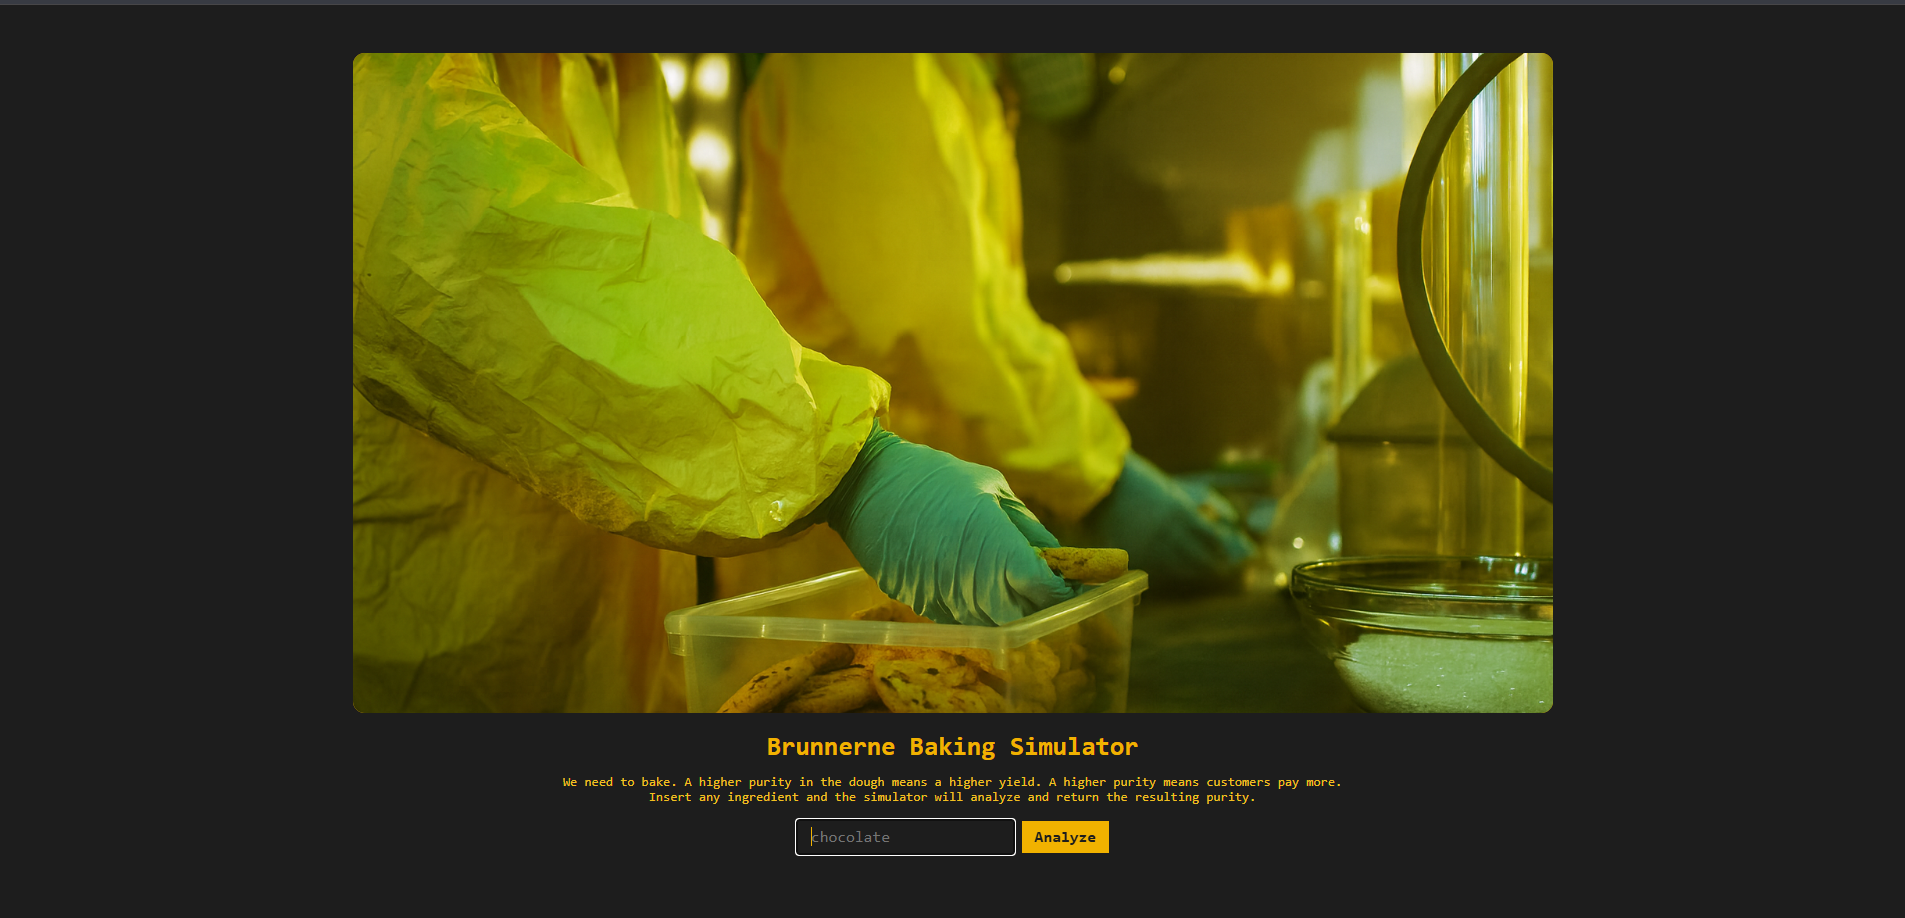 Brunnerne Baking Simulator
We need to bake. A higher purity in the dough means a higher yield. A higher purity means customers pay more.
Insert any ingredient and the simulator will analyze and return the resulting purity.
chocolate
Analyze